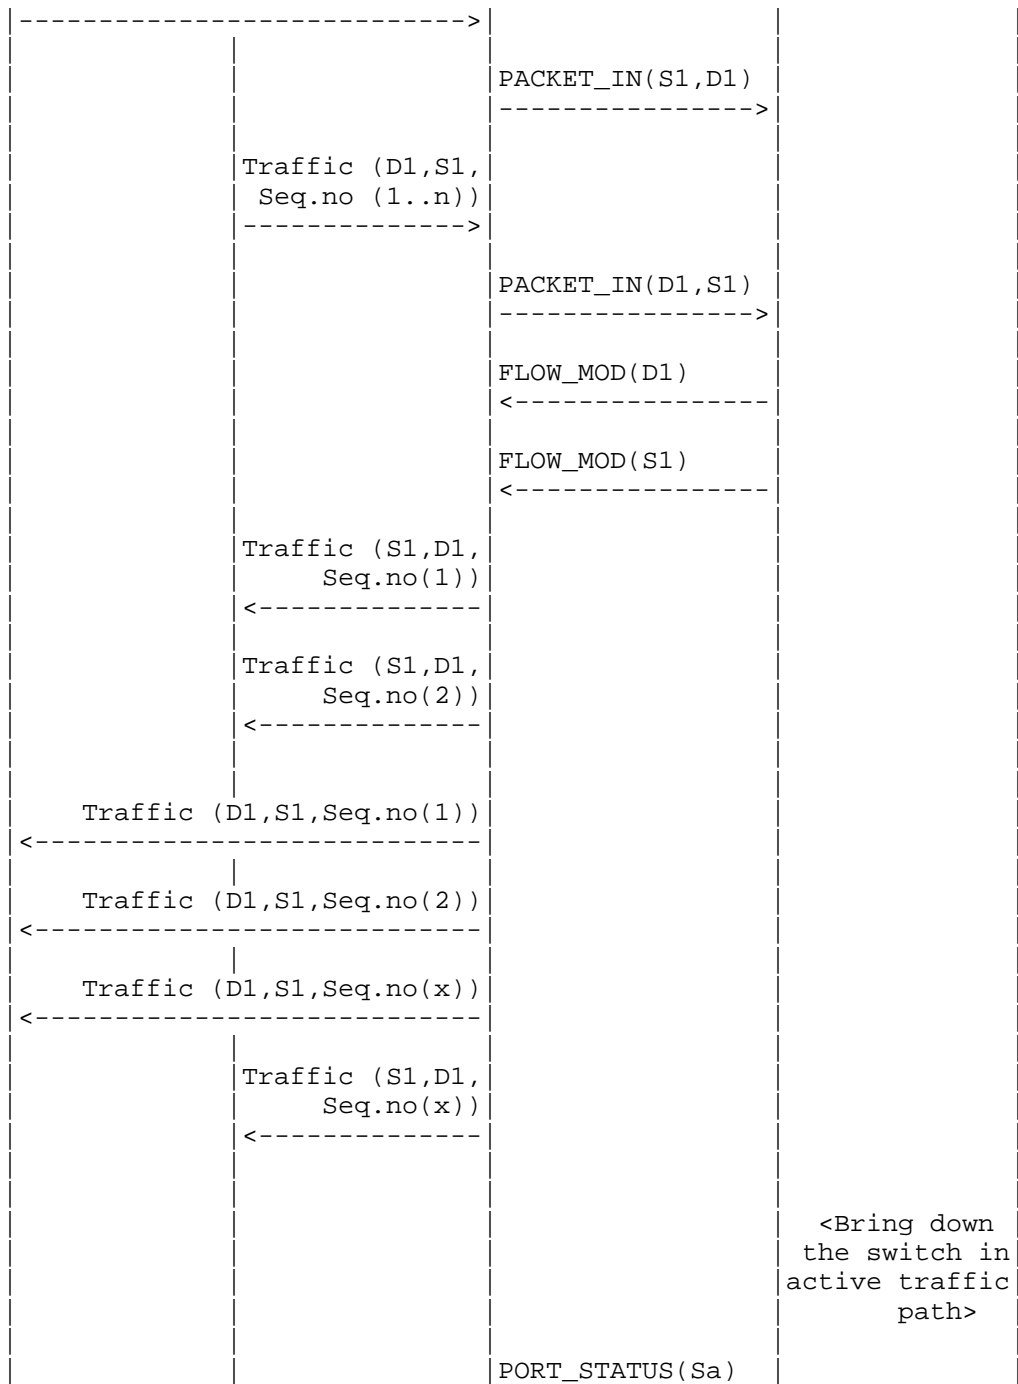 |---------------------------->|
PACKET_IN(S1,D1)
|---------------->|
Traffic (D1,S1,
Seq.no (1..n))
|-------------->|
PACKET_IN(D1,S1)
|---------------->|
FLOW_MOD(D1)
|<----------------|
FLOW_MOD(S1)
|<----------------|
Traffic (S1,D1,
Seq.no(1))
|<--------------|
Traffic (S1,D1,
Seq.no(2))
|<--------------|
Traffic (D1,S1,Seq.no(1))
|<----------------------------|
Traffic (D1,S1,Seq.no(2))
|<----------------------------|
Traffic (D1,S1,Seq.no(x))
|<----------------------------|
Traffic (S1,D1,
Seq.no(x))
|<--------------|
<Bring down
the switch in
active traffic
path>
PORT_STATUS(Sa)